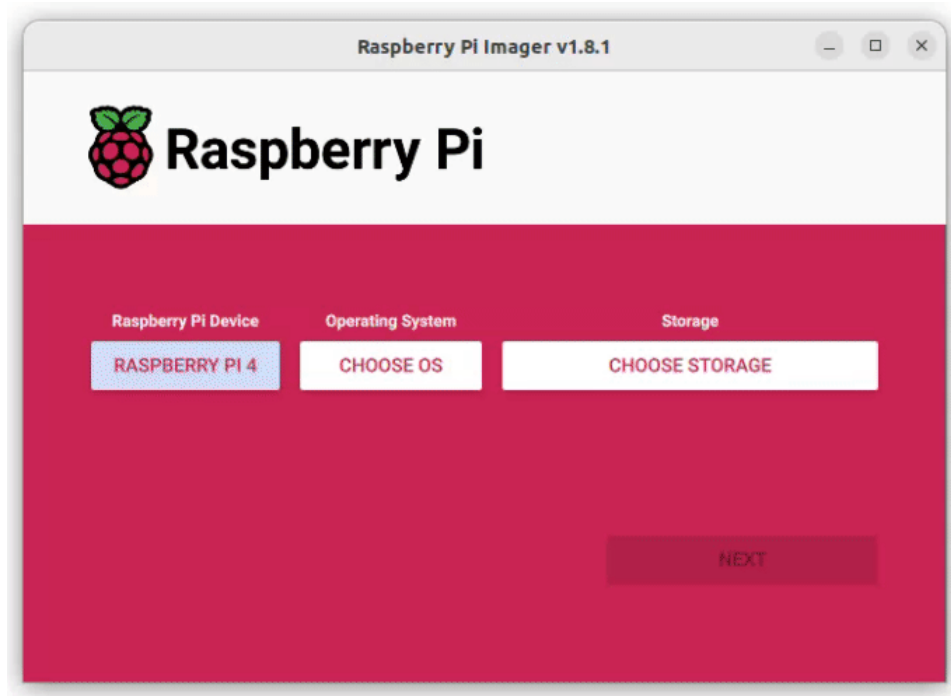 Raspberry Pi Imager v1.8.1
Raspberry Pi
Raspberry Pi Device Operating System Storage
RASPBERRY PI 4 CHOOSE OS CHOOSE STORAGE
NEXT